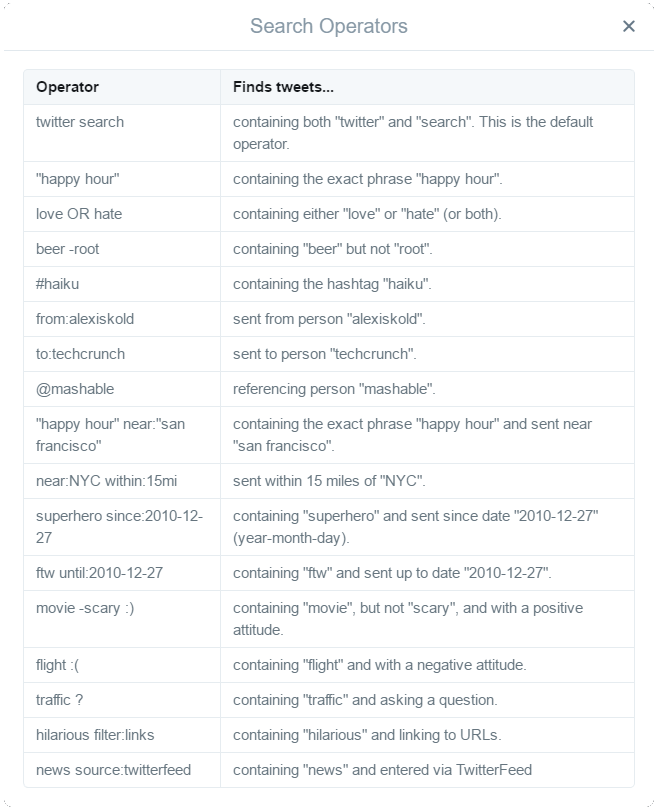 Search Operators ×
Operator Finds tweets...
twitter search containing both "twitter" and "search". This is the default
operator.
"happy hour" containing the exact phrase "happy hour".
love OR hate containing either "love" or "hate" (or both).
beer -root containing "beer" but not "root".
#haiku containing the hashtag "haiku".
from:alexiskold sent from person "alexiskold".
to:techcrunch sent to person "techcrunch".
@mashable referencing person "mashable".
"happy hour" near:"san containing the exact phrase "happy hour" and sent near
francisco" "san francisco".
near:NYC within:15mi sent within 15 miles of "NYC".
superhero since:2010-12- containing "superhero" and sent since date "2010-12-27"
27 (year-month-day).
ftw until:2010-12-27 containing "ftw" and sent up to date "2010-12-27".
movie -scary :) containing "movie", but not "scary", and with a positive
attitude.
flight :( containing "flight" and with a negative attitude.
traffic ? containing "traffic" and asking a question.
hilarious filter:links containing "hilarious" and linking to URLs.
news source:twitterfeed containing "news" and entered via TwitterFeed